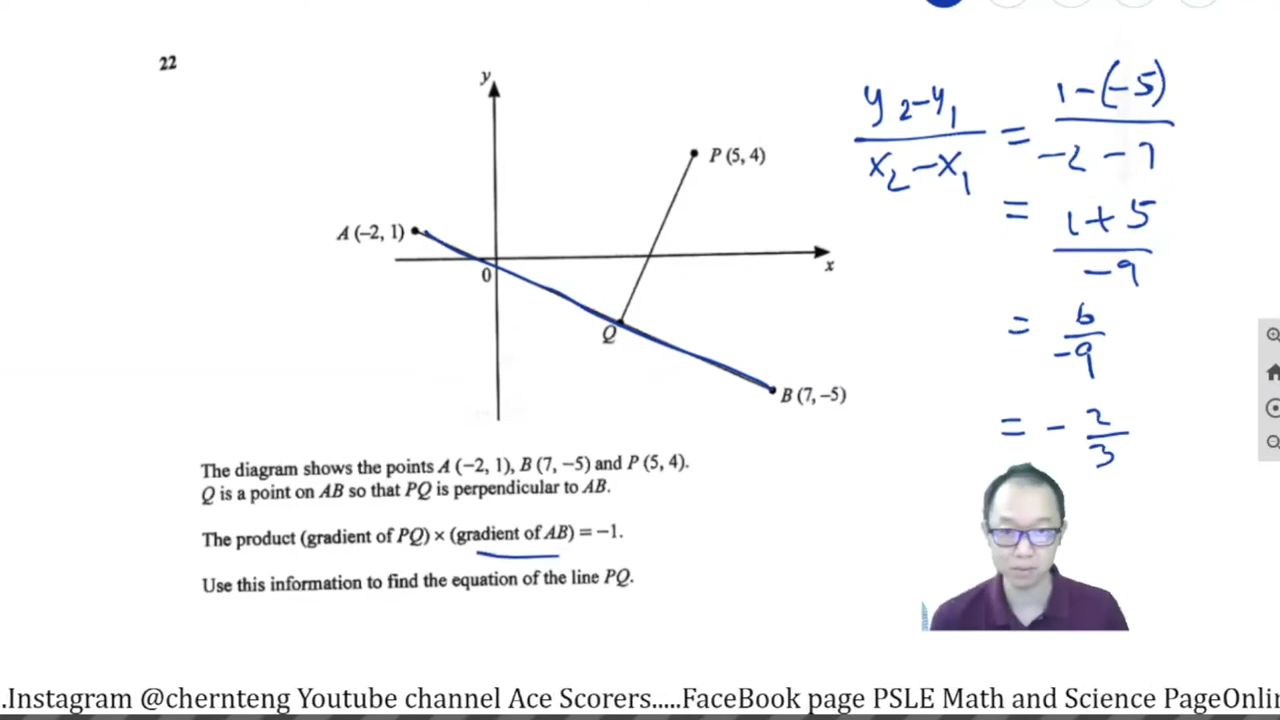 22
y
P (5, 4)
A (–2, 1)
0
x
Q
B (7, –5)
The diagram shows the points A (–2, 1), B (7, –5) and P (5, 4).
Q is a point on AB so that PQ is perpendicular to AB.
The product (gradient of PQ) × (gradient of AB) = –1.
Use this information to find the equation of the line PQ.
y2–y1 / x2–x1 = 1–(–5) / –2–7
= 1+5 / –9
= 6 / –9
= – 2/3
.Instagram @chernteng Youtube channel Ace Scorers.....FaceBook page PSLE Math and Science PageOnli